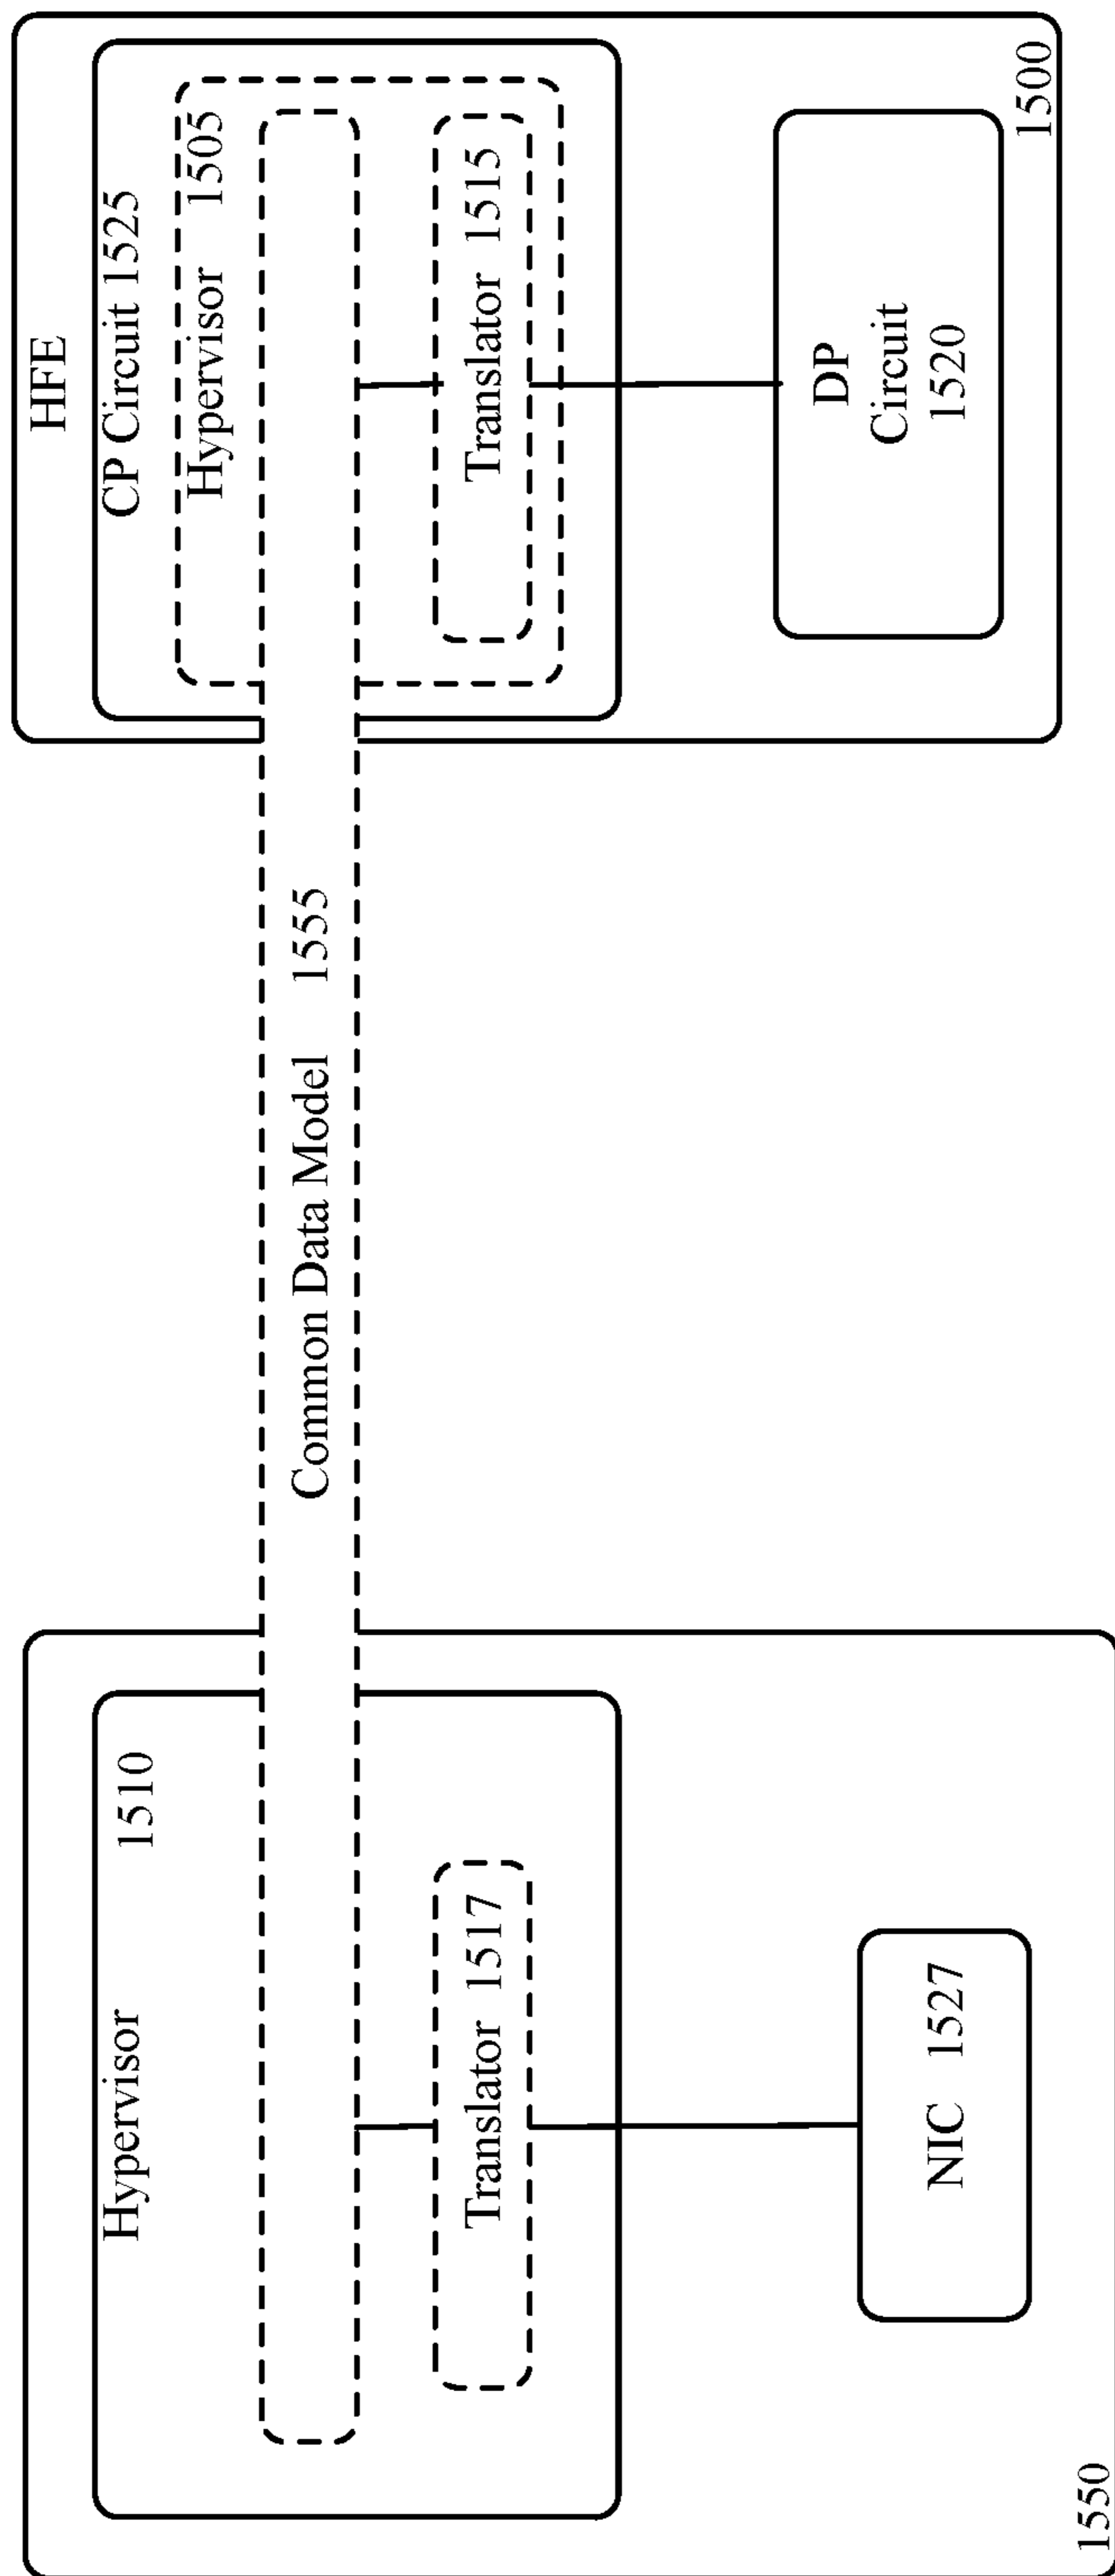 Hypervisor 1510
Translator 1517
NIC 1527
1550
Common Data Model 1555
HFE
CP Circuit 1525
Hypervisor 1505
Translator 1515
DP
Circuit
1520
1500